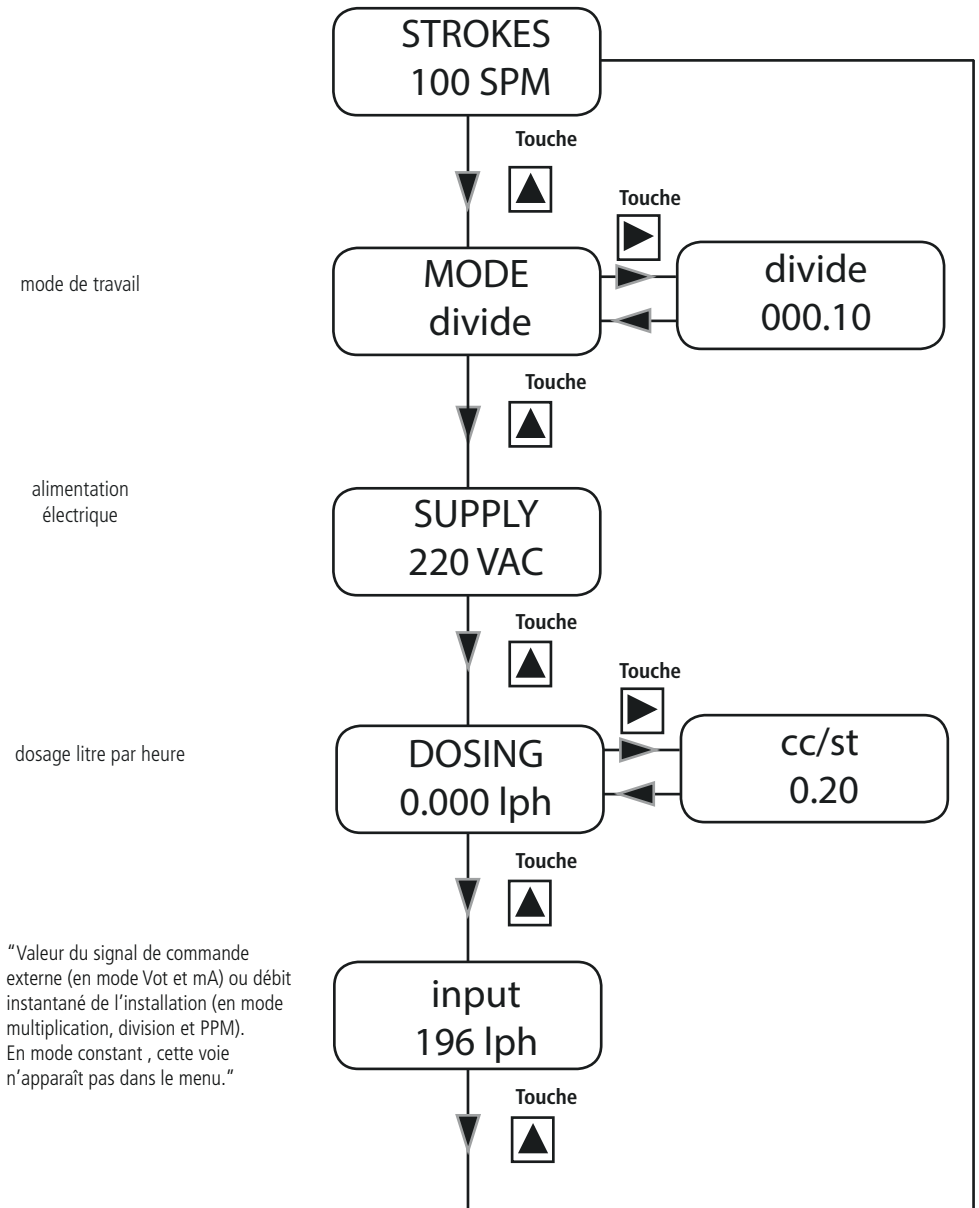 STROKES
100 SPM
Touche
Touche
mode de travail
MODE
divide
divide
000.10
Touche
alimentation
électrique
SUPPLY
220 VAC
Touche
Touche
dosage litre par heure
DOSING
0.000 lph
cc/st
0.20
Touche
“Valeur du signal de commande
externe (en mode Vot et mA) ou débit
instantané de l’installation (en mode
multiplication, division et PPM).
En mode constant , cette voie
n’apparaît pas dans le menu.”
input
196 lph
Touche